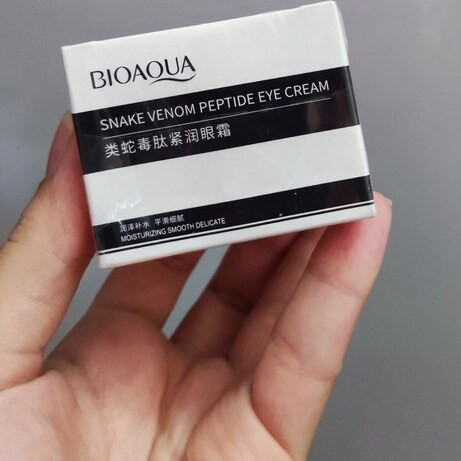 BIOAQUA
SNAKE VENOM PEPTIDE EYE CREAM
类蛇毒肽紧润眼霜
润泽补水 平滑细腻
MOISTURIZING SMOOTH DELICATE